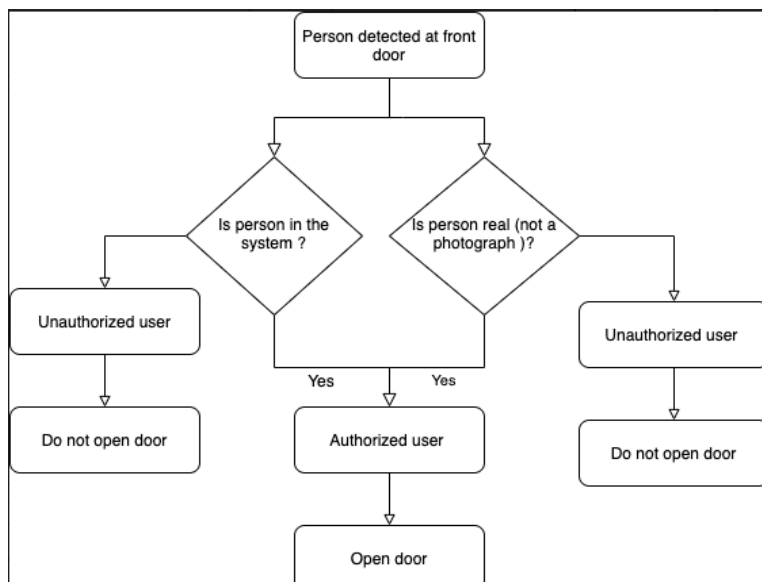 Person detected at front
door
Is person in the
system ?
Is person real (not a
photograph )?
Unauthorized user
Unauthorized user
Yes
Yes
Do not open door
Authorized user
Do not open door
Open door